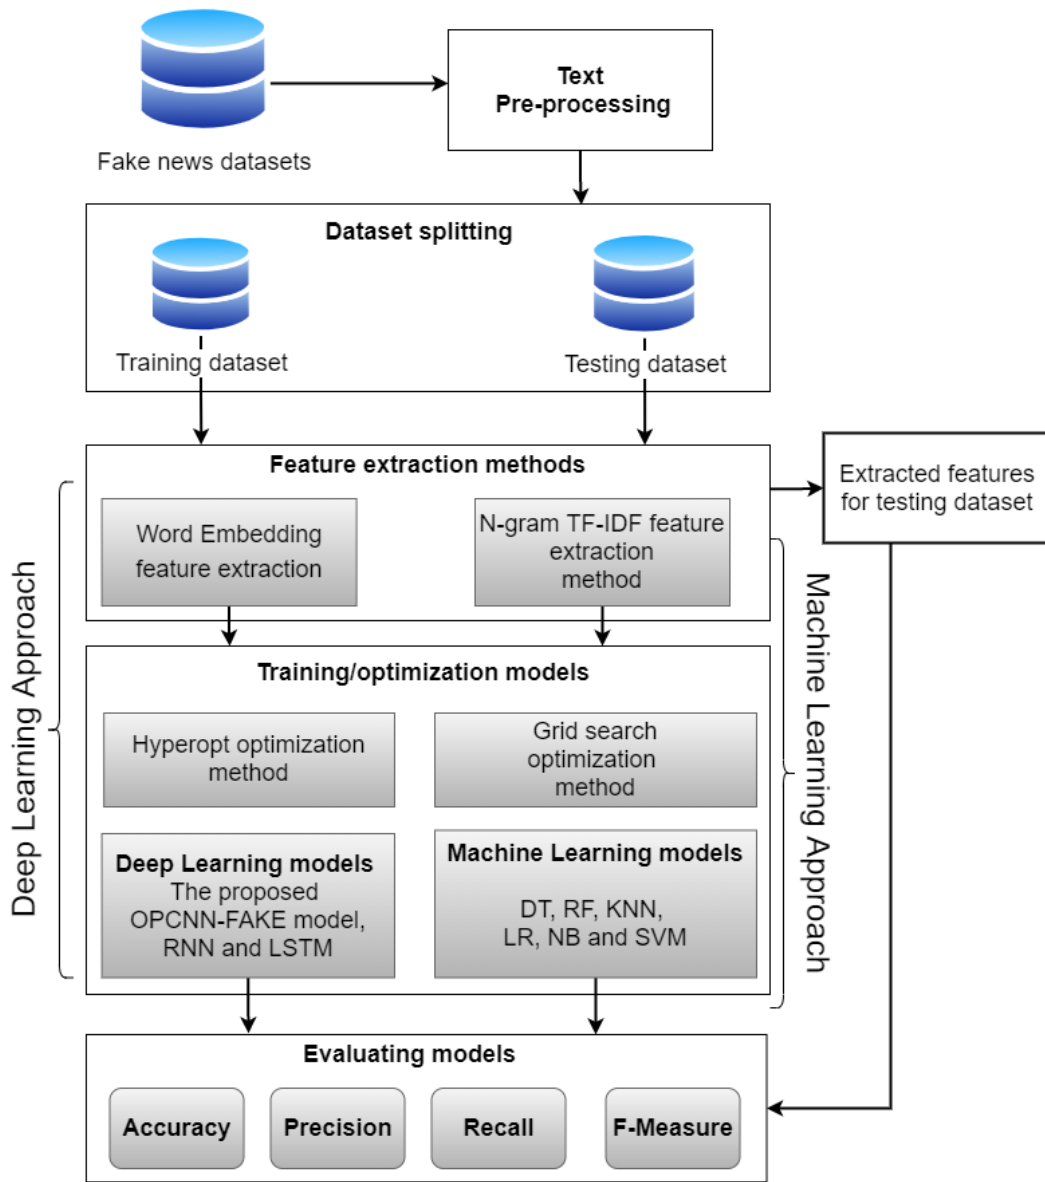 Text
Pre-processing
Fake news datasets
Dataset splitting
Training dataset
Testing dataset
Feature extraction methods
Word Embedding
feature extraction
N-gram TF-IDF feature
extraction
method
Extracted features
for testing dataset
Deep Learning Approach
Machine Learning Approach
Training/optimization models
Hyperopt optimization
method
Grid search
optimization
method
Deep Learning models
The proposed
OPCNN-FAKE model,
RNN and LSTM
Machine Learning models
DT, RF, KNN,
LR, NB and SVM
Evaluating models
Accuracy
Precision
Recall
F-Measure